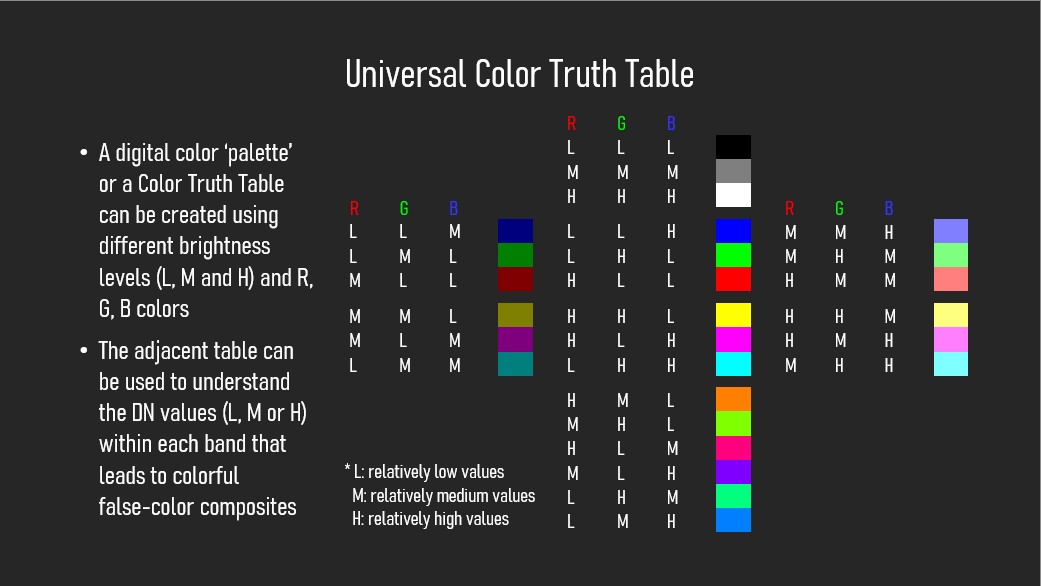 Universal Color Truth Table
• A digital color ‘palette’
or a Color Truth Table
can be created using
different brightness
levels (L, M and H) and R,
G, B colors
• The adjacent table can
be used to understand
the DN values (L, M or H)
within each band that
leads to colorful
false-color composites
R G B
L L M
L M L
M L L
M M L
M L M
L M M
R G B
L L L
M M M
H H H
L L H
L H L
H L L
H H L
H L H
L H H
H M L
M H L
H L M
M L H
L H M
L M H
R G B
M M H
M H M
H M M
H H M
H M H
M H H
* L: relatively low values
M: relatively medium values
H: relatively high values